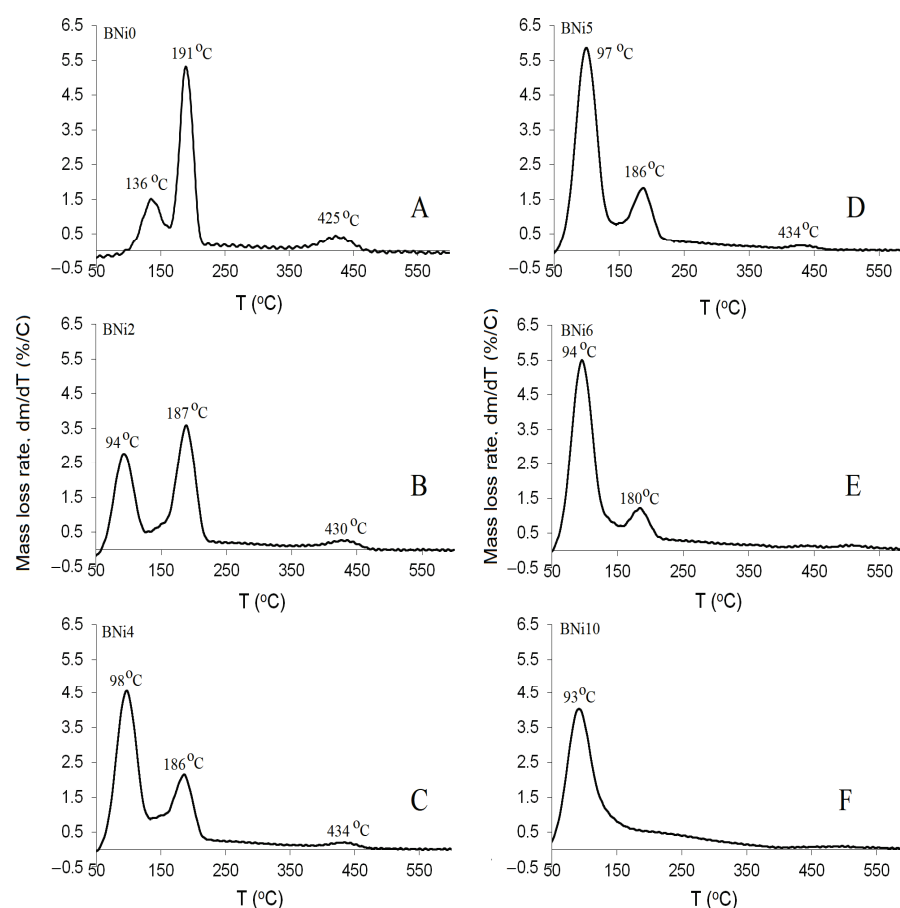 BNi0
6.5
5.5
4.5
3.5
2.5
1.5
0.5
–0.5
136 °C
191 °C
425 °C
A
50 150 250 350 450 550
T (°C)
BNi5
6.5
5.5
4.5
3.5
2.5
1.5
0.5
–0.5
97 °C
186 °C
434 °C
D
50 150 250 350 450 550
T (°C)
Mass loss rate. dm/dT (%/C)
BNi2
6.5
5.5
4.5
3.5
2.5
1.5
0.5
–0.5
94 °C
187 °C
430 °C
B
50 150 250 350 450 550
T (°C)
Mass loss rate. dm/dT (%/C)
BNi6
6.5
5.5
4.5
3.5
2.5
1.5
0.5
–0.5
94 °C
180 °C
E
50 150 250 350 450 550
T (°C)
BNi4
6.5
5.5
4.5
3.5
2.5
1.5
0.5
–0.5
98 °C
186 °C
434 °C
C
50 150 250 350 450 550
T (°C)
BNi10
6.5
5.5
4.5
3.5
2.5
1.5
0.5
–0.5
93 °C
F
50 150 250 350 450 550
T (°C)